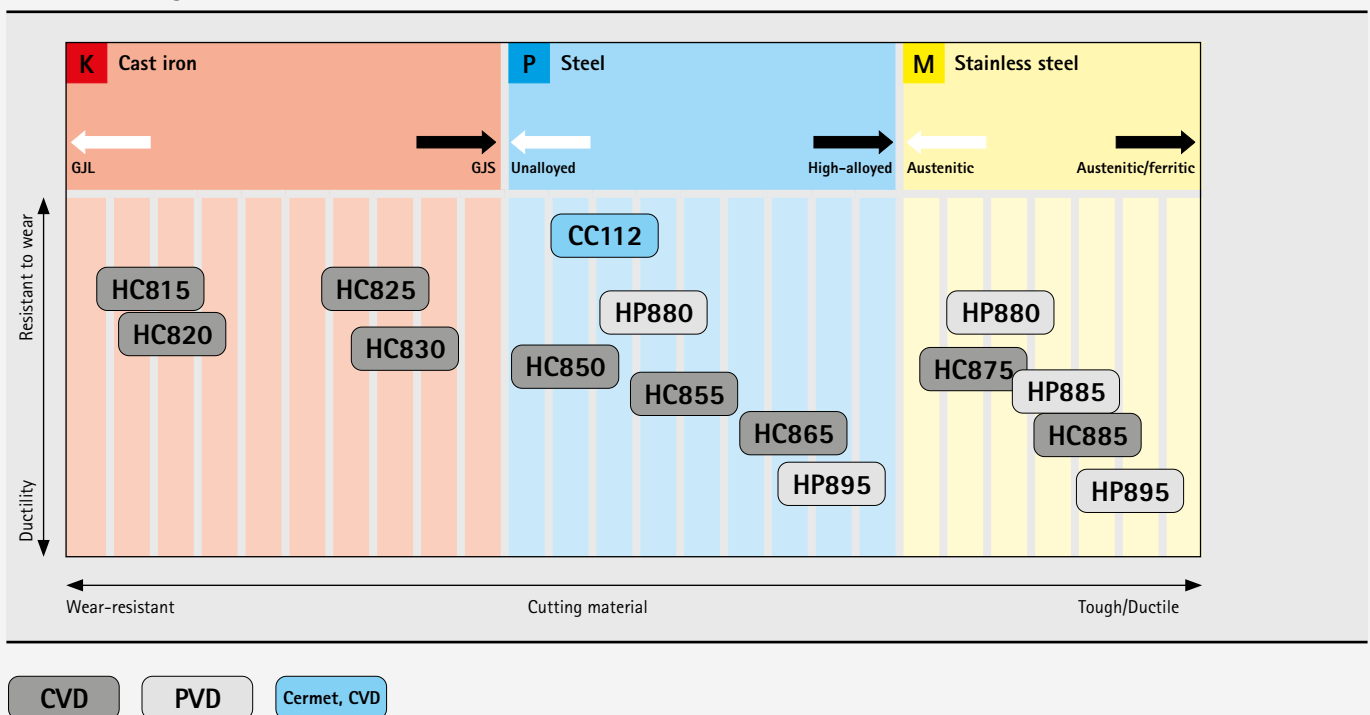 K Cast iron
P Steel
M Stainless steel
GJL
GJS
Unalloyed
High-alloyed
Austenitic
Austenitic/ferritic
Resistant to wear
Ductility
CC112
HC815
HC825
HP880
HP880
HC820
HC830
HC850
HC875
HC855
HP885
HC865
HC885
HP895
HP895
Wear-resistant
Cutting material
Tough/Ductile
CVD
PVD
Cermet, CVD